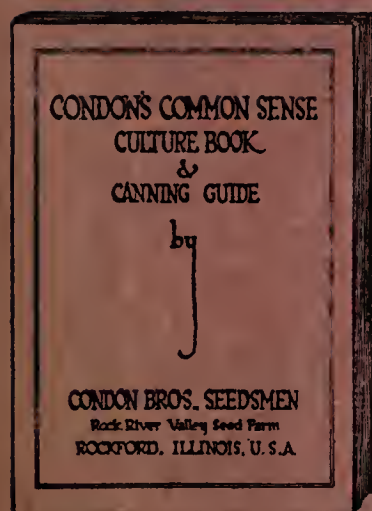 CONDON'S COMMON SENSE
CULTURE BOOK
&
CANNING GUIDE
by
CONDON BROS. SEEDSMEN
Rock River Valley Seed Farm
ROCKFORD, ILLINOIS, U.S.A.